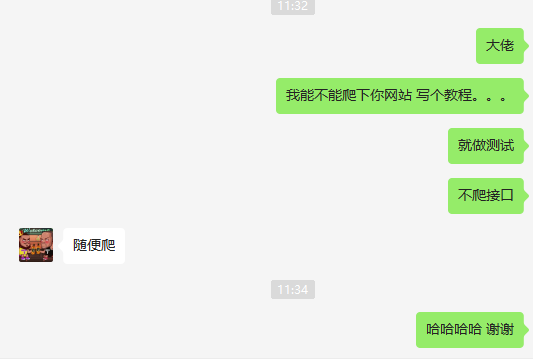 11:32
大佬
我能不能爬下你网站 写个教程。。。
就做测试
不爬接口
随便爬
11:34
哈哈哈哈 谢谢